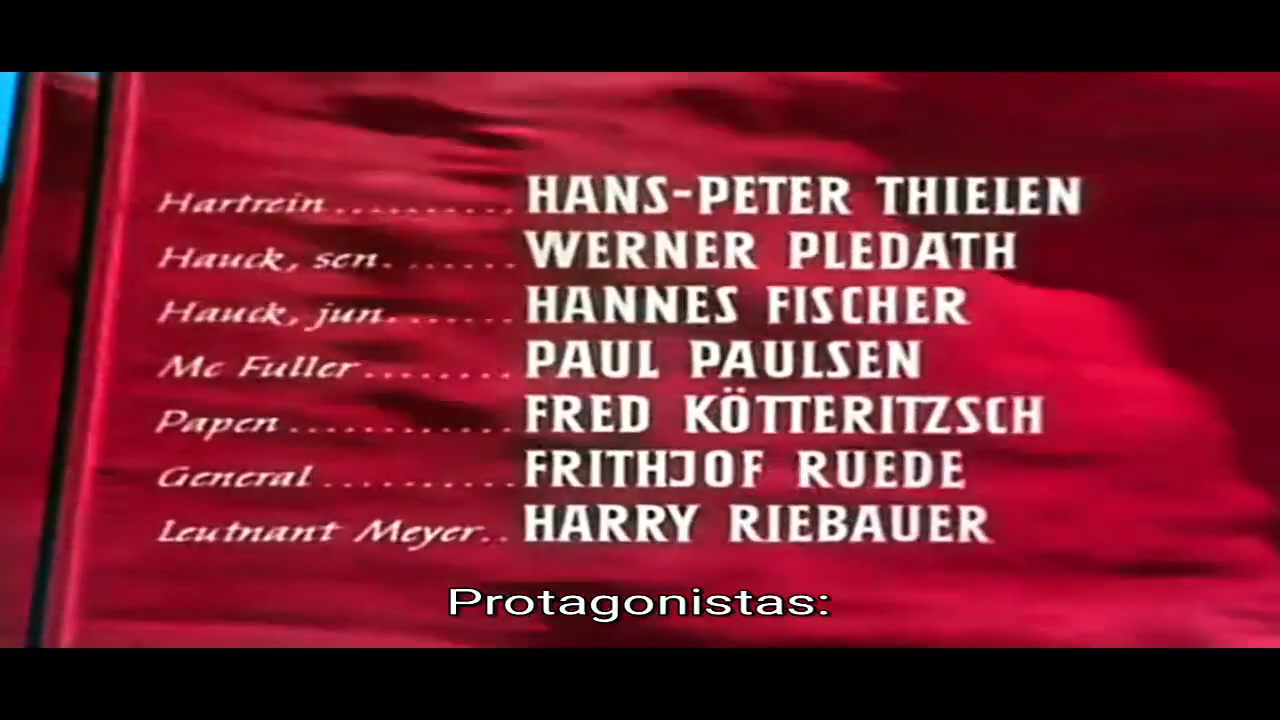 Hartrein.......... HANS-PETER THIELEN
Hauck, sen. ...... WERNER PLEDATH
Hauck, jun. ...... HANNES FISCHER
Mc Fuller........ PAUL PAULSEN
Papen ............ FRED KÖTTERITZSCH
General .......... FRITHJOF RUEDE
Leutnant Meyer.. HARRY RIEBAUER
Protagonistas: